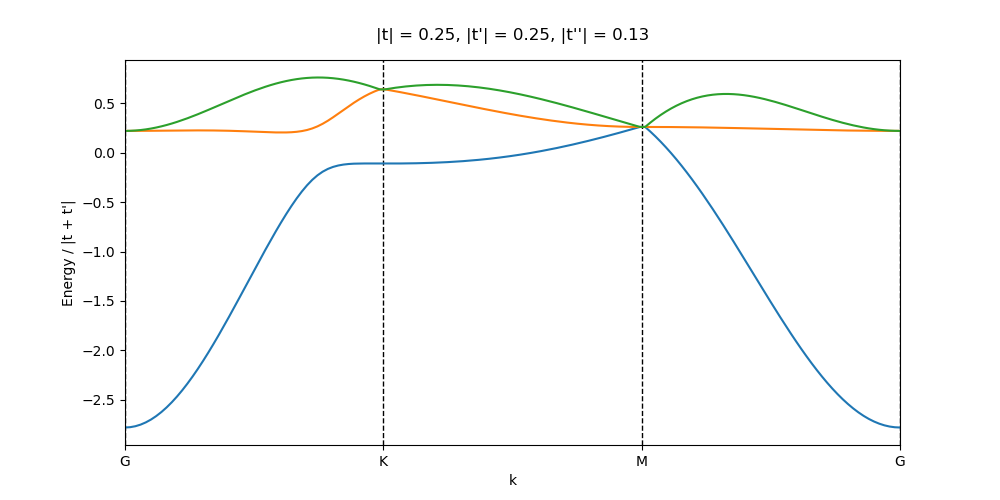 |t| = 0.25, |t'| = 0.25, |t''| = 0.13
Energy / |t + t'|
0.5
0.0
−0.5
−1.0
−1.5
−2.0
−2.5
G K M G
k